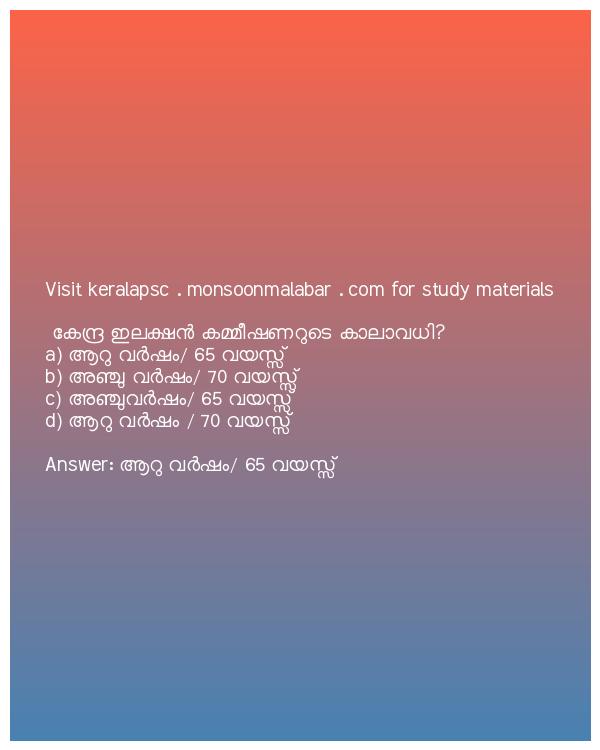 Visit keralapsc . monsoonmalabar . com for study materials
കേന്ദ്ര ഇലക്ഷൻ കമ്മീഷണറുടെ കാലാവധി?
a) ആറു വർഷം/ 65 വയസ്സ്
b) അഞ്ചു വർഷം/ 70 വയസ്സ്
c) അഞ്ചുവർഷം/ 65 വയസ്സ്
d) ആറു വർഷം / 70 വയസ്സ്
Answer: ആറു വർഷം/ 65 വയസ്സ്